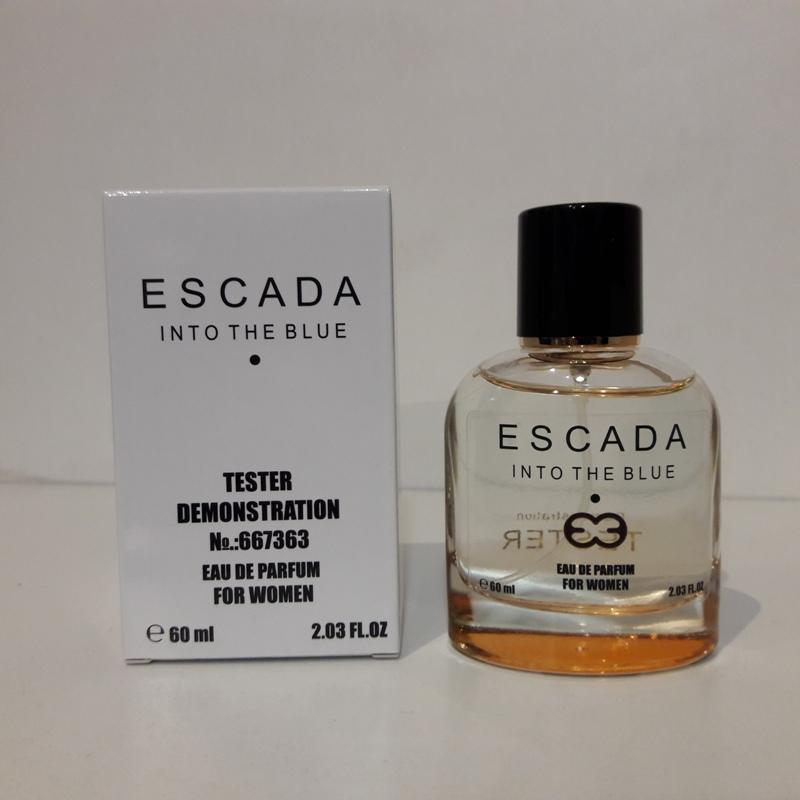 ESCADA
INTO THE BLUE
TESTER
DEMONSTRATION
№.:667363
EAU DE PARFUM
FOR WOMEN
℮ 60 ml 2.03 FL.OZ
ESCADA
INTO THE BLUE
stration
TESTER
EAU DE PARFUM
FOR WOMEN
℮ 60 ml 2.03 FL.OZ